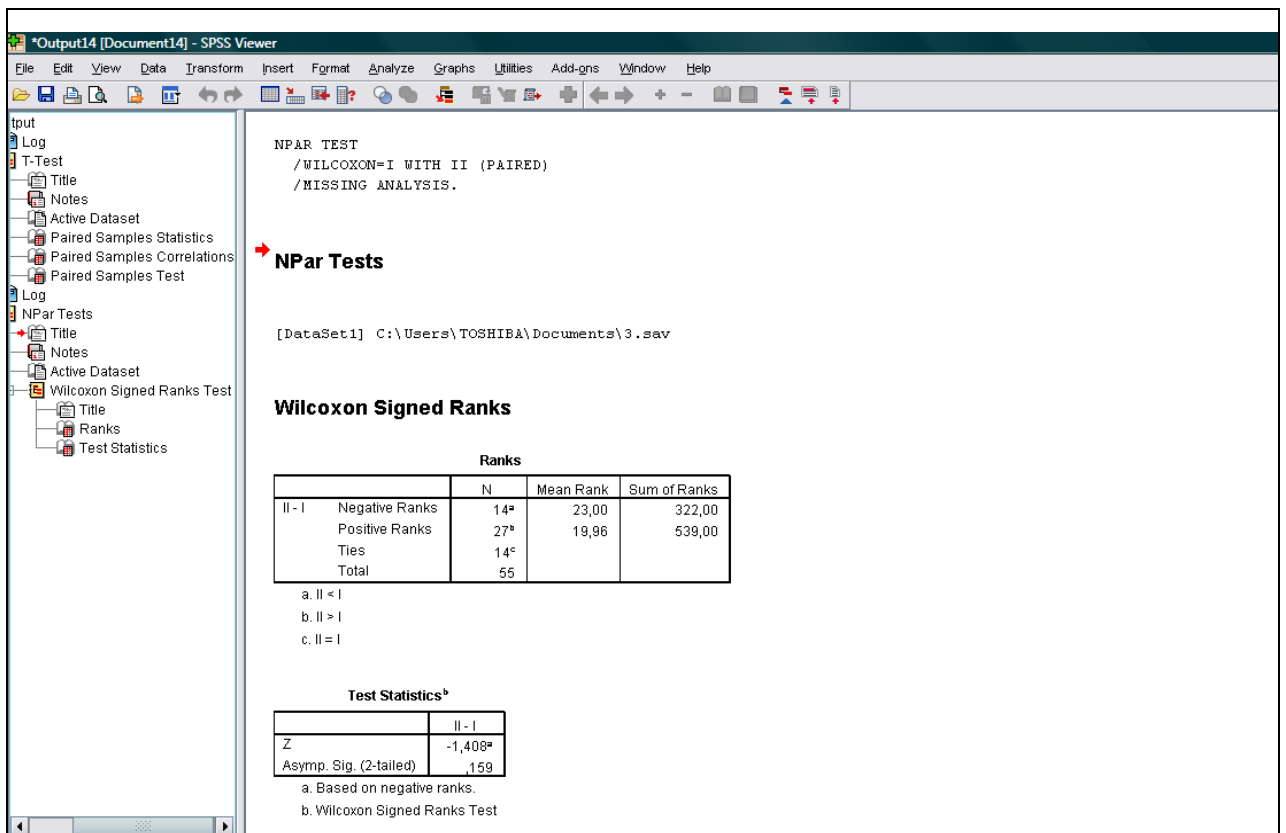 *Output14 [Document14] - SPSS Viewer
File Edit View Data Transform Insert Format Analyze Graphs Utilities Add-ons Window Help
tput
Log
T-Test
Title
Notes
Active Dataset
Paired Samples Statistics
Paired Samples Correlations
Paired Samples Test
Log
NPar Tests
Title
Notes
Active Dataset
Wilcoxon Signed Ranks Test
Title
Ranks
Test Statistics
NPAR TEST
/WILCOXON=I WITH II (PAIRED)
/MISSING ANALYSIS.
NPar Tests
[DataSet1] C:\Users\TOSHIBA\Documents\3.sav
Wilcoxon Signed Ranks
Ranks
N Mean Rank Sum of Ranks
II - I Negative Ranks 14a 23,00 322,00
Positive Ranks 27b 19,96 539,00
Ties 14c
Total 55
a. II < I
b. II > I
c. II = I
Test Statisticsb
II - I
Z -1,408a
Asymp. Sig. (2-tailed) ,159
a. Based on negative ranks.
b. Wilcoxon Signed Ranks Test